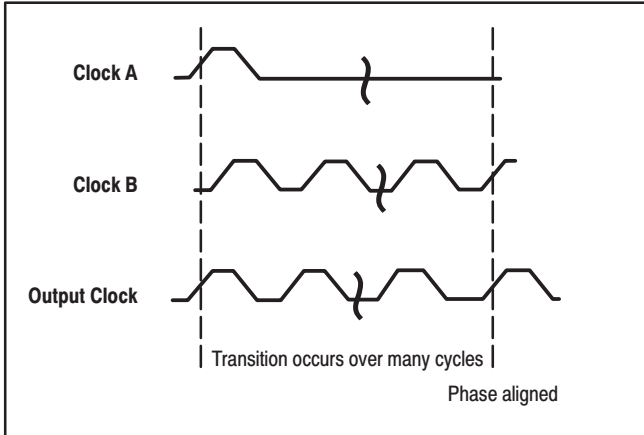 Clock A
Clock B
Output Clock
Transition occurs over many cycles
Phase aligned